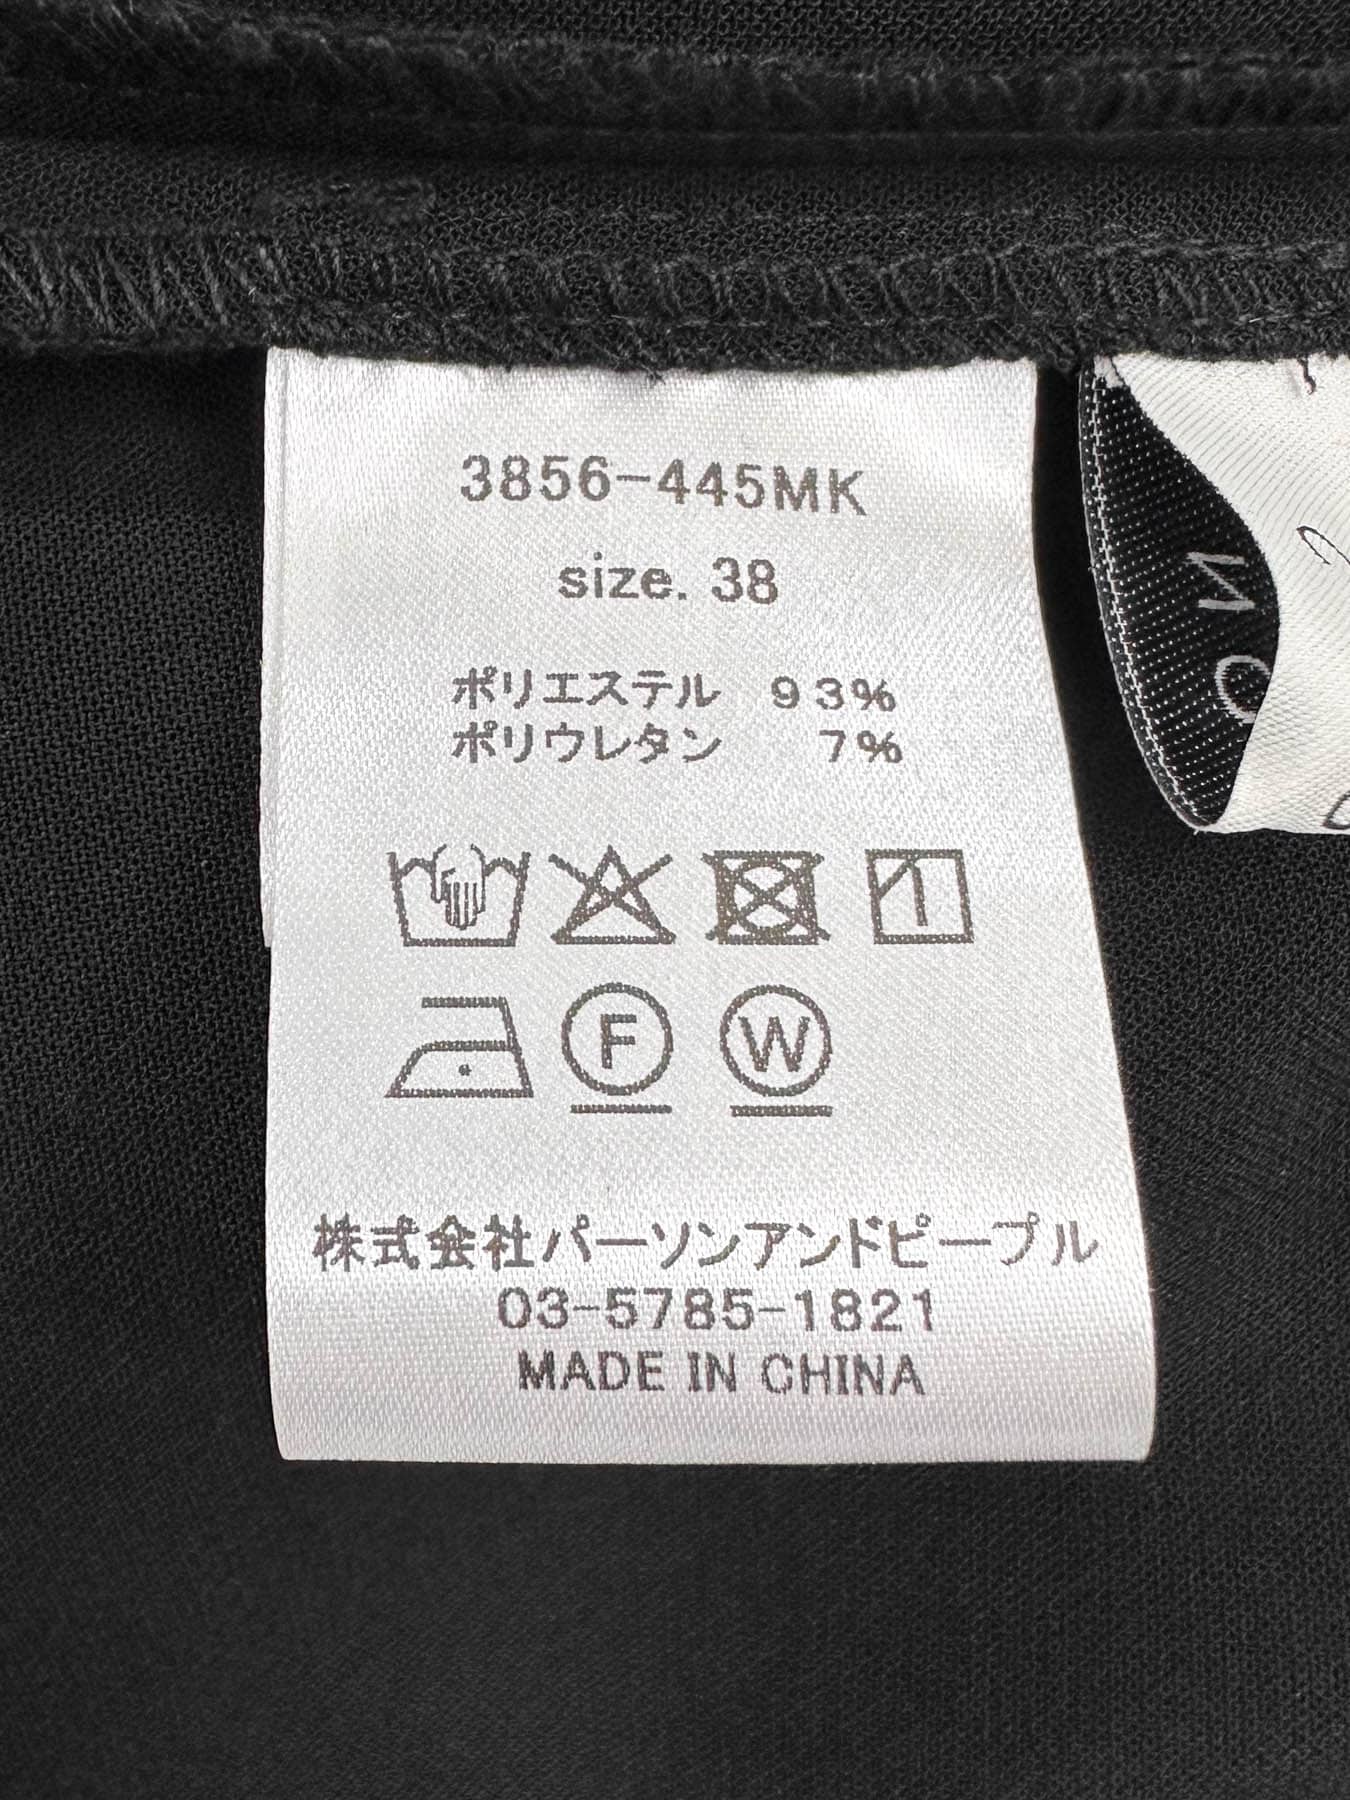 3856-445MK
size. 38
ポリエステル 93%
ポリウレタン 7%
F W
株式会社パーソンアンドピープル
03-5785-1821
MADE IN CHINA